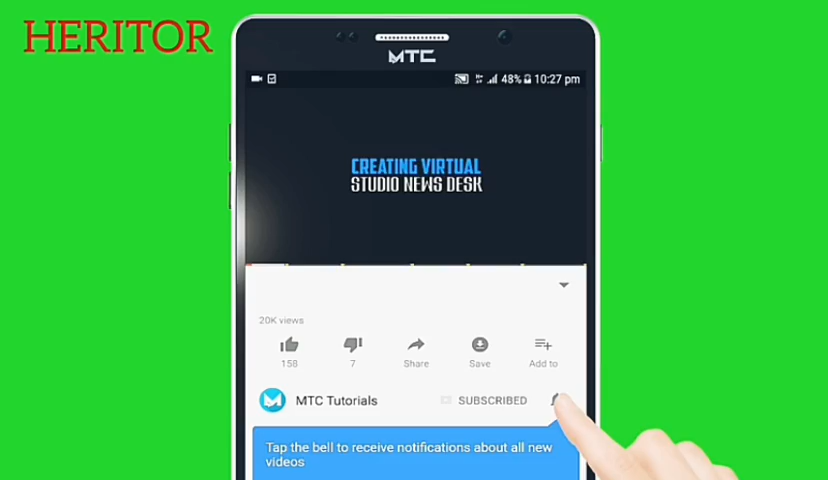 HERITOR
MTC
48% 10:27 pm
CREATING VIRTUAL
STUDIO NEWS DESK
20K views
158
7
Share
Save
Add to
MTC Tutorials
SUBSCRIBED
Tap the bell to receive notifications about all new
videos